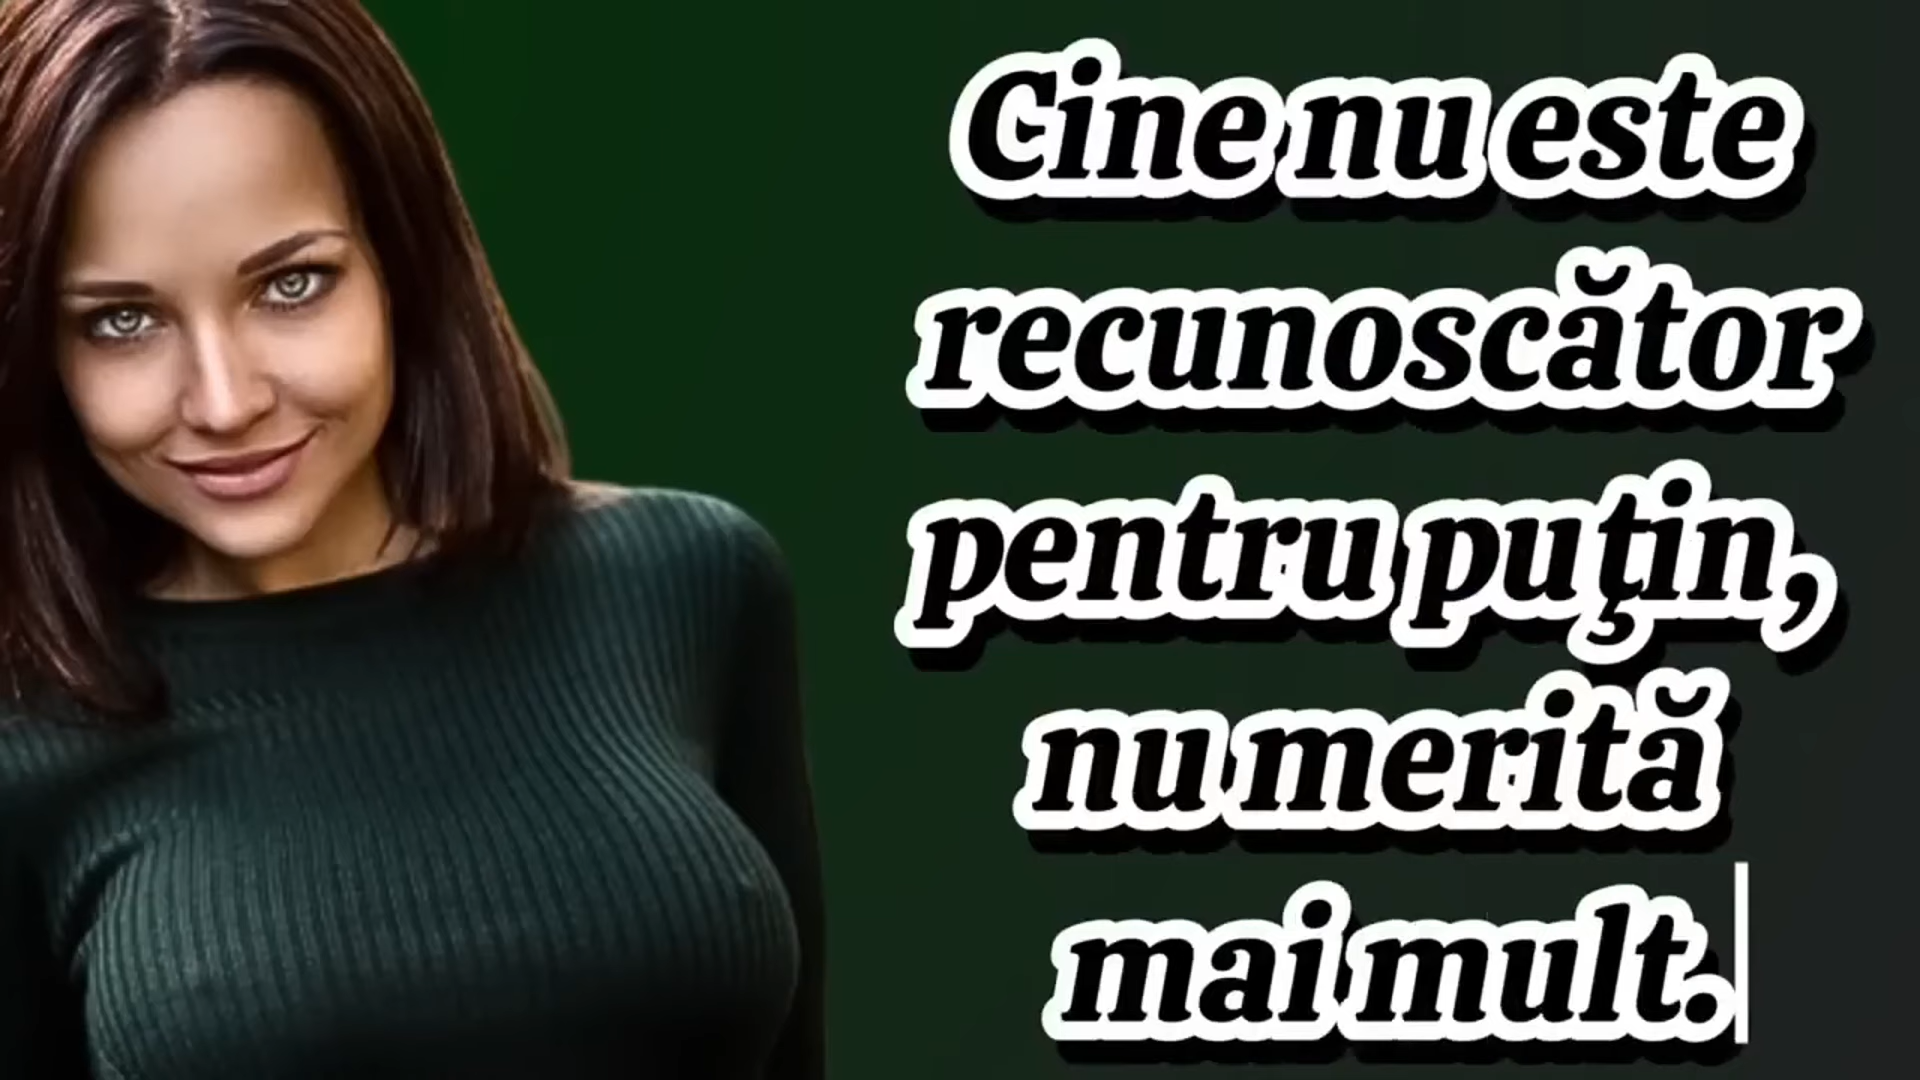 Cine nu este
recunoscător
pentru puţin,
nu merită
mai mult.